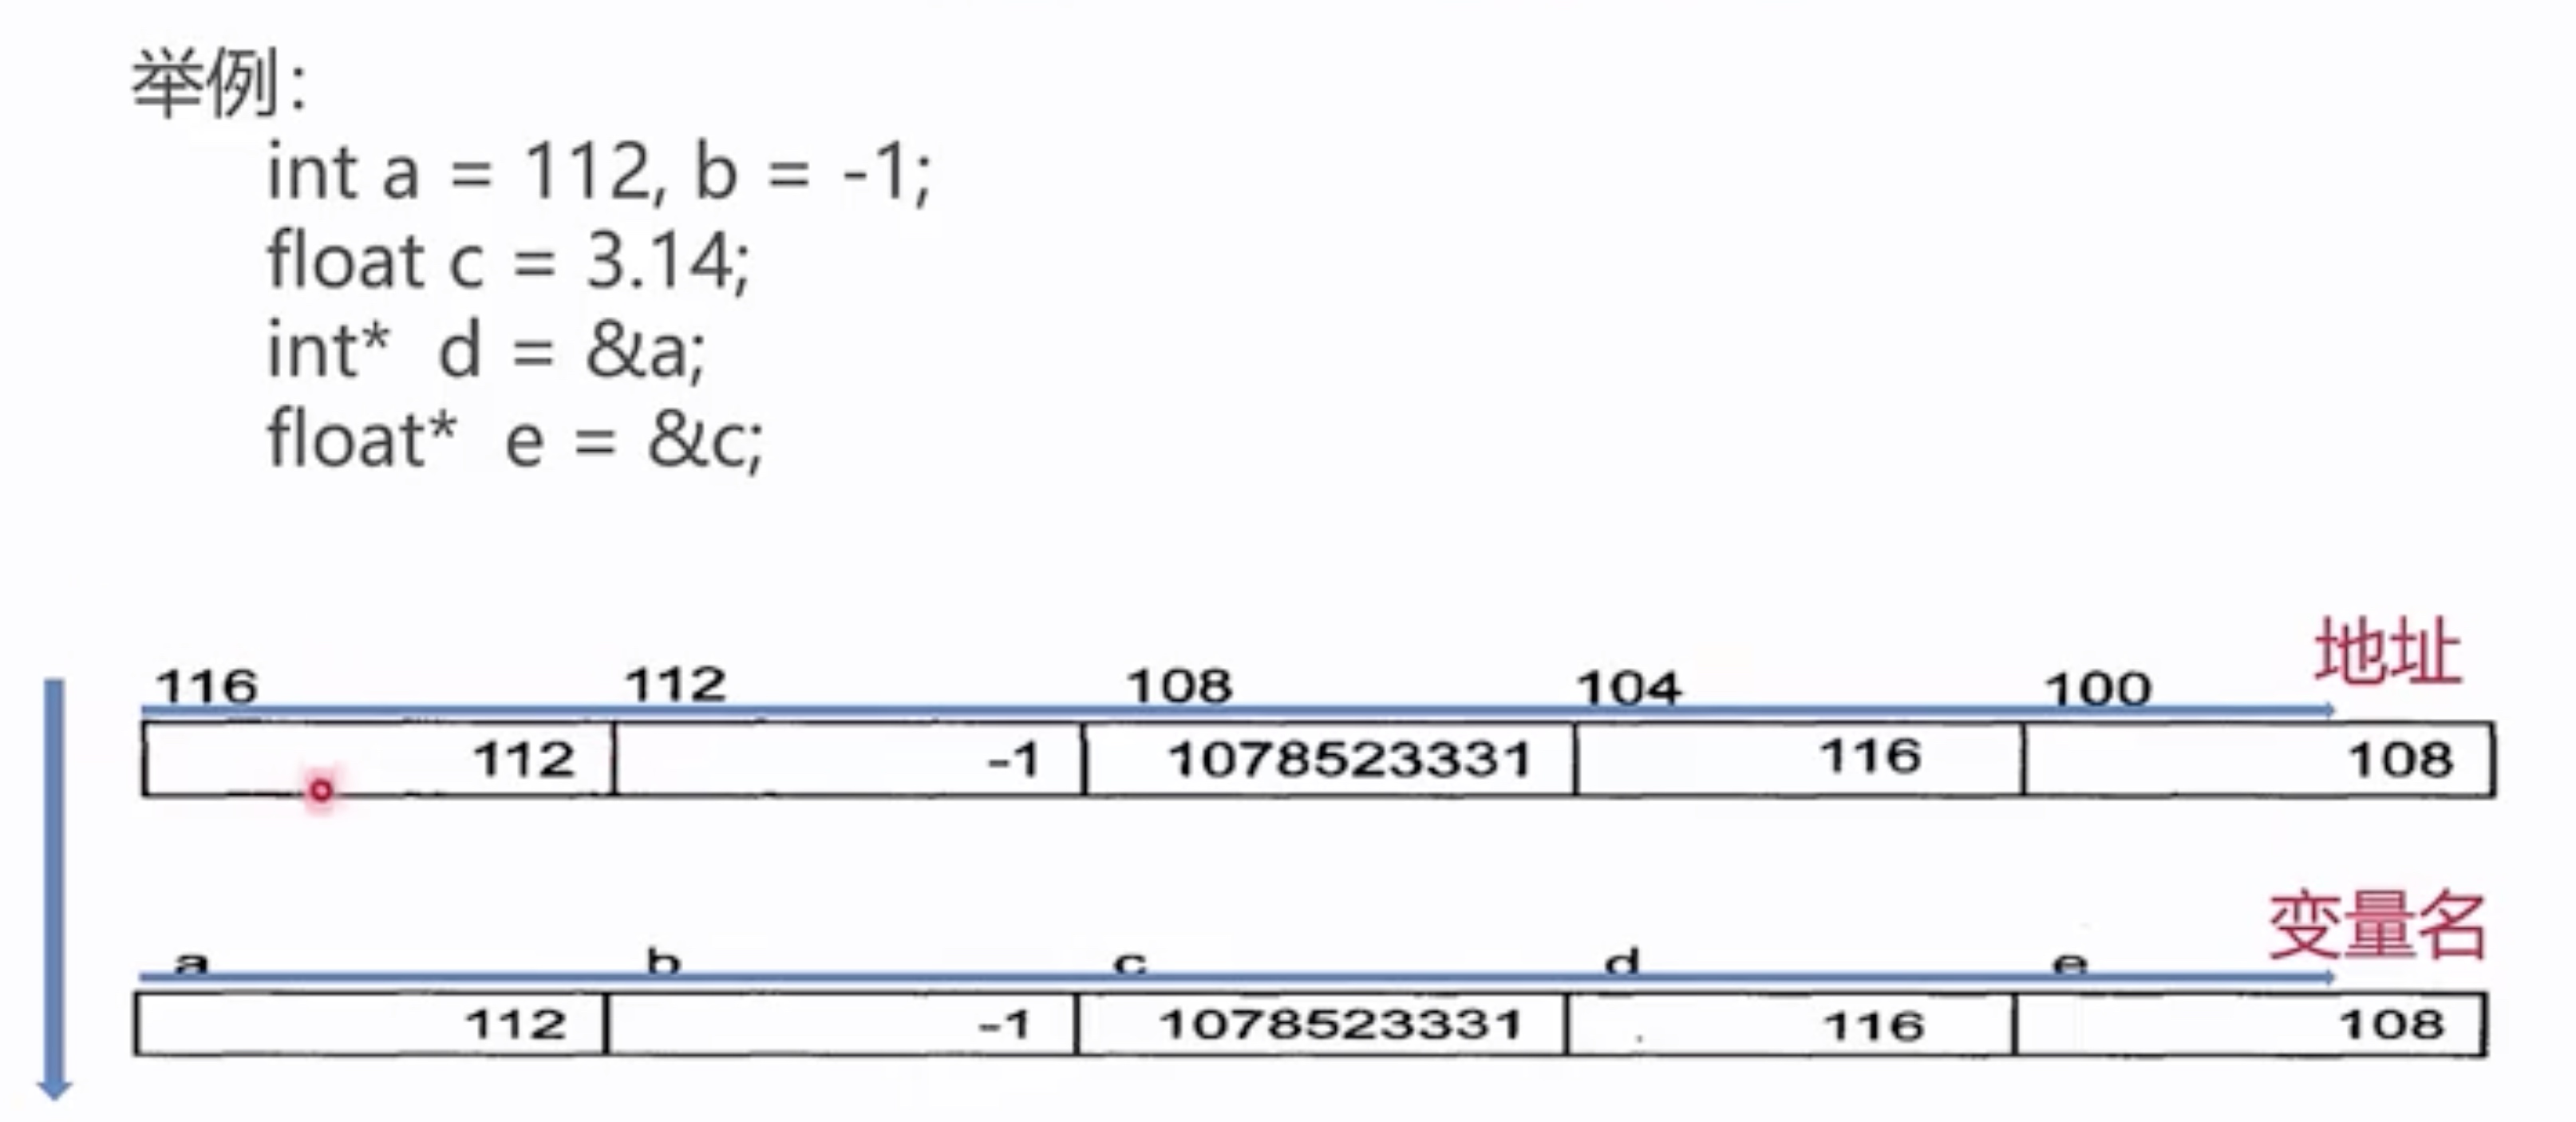 举例：
int a = 112, b = -1;
float c = 3.14;
int* d = &a;
float* e = &c;
地址
116 112 108 104 100
112 -1 1078523331 116 108
变量名
a b c d e
112 -1 1078523331 116 108